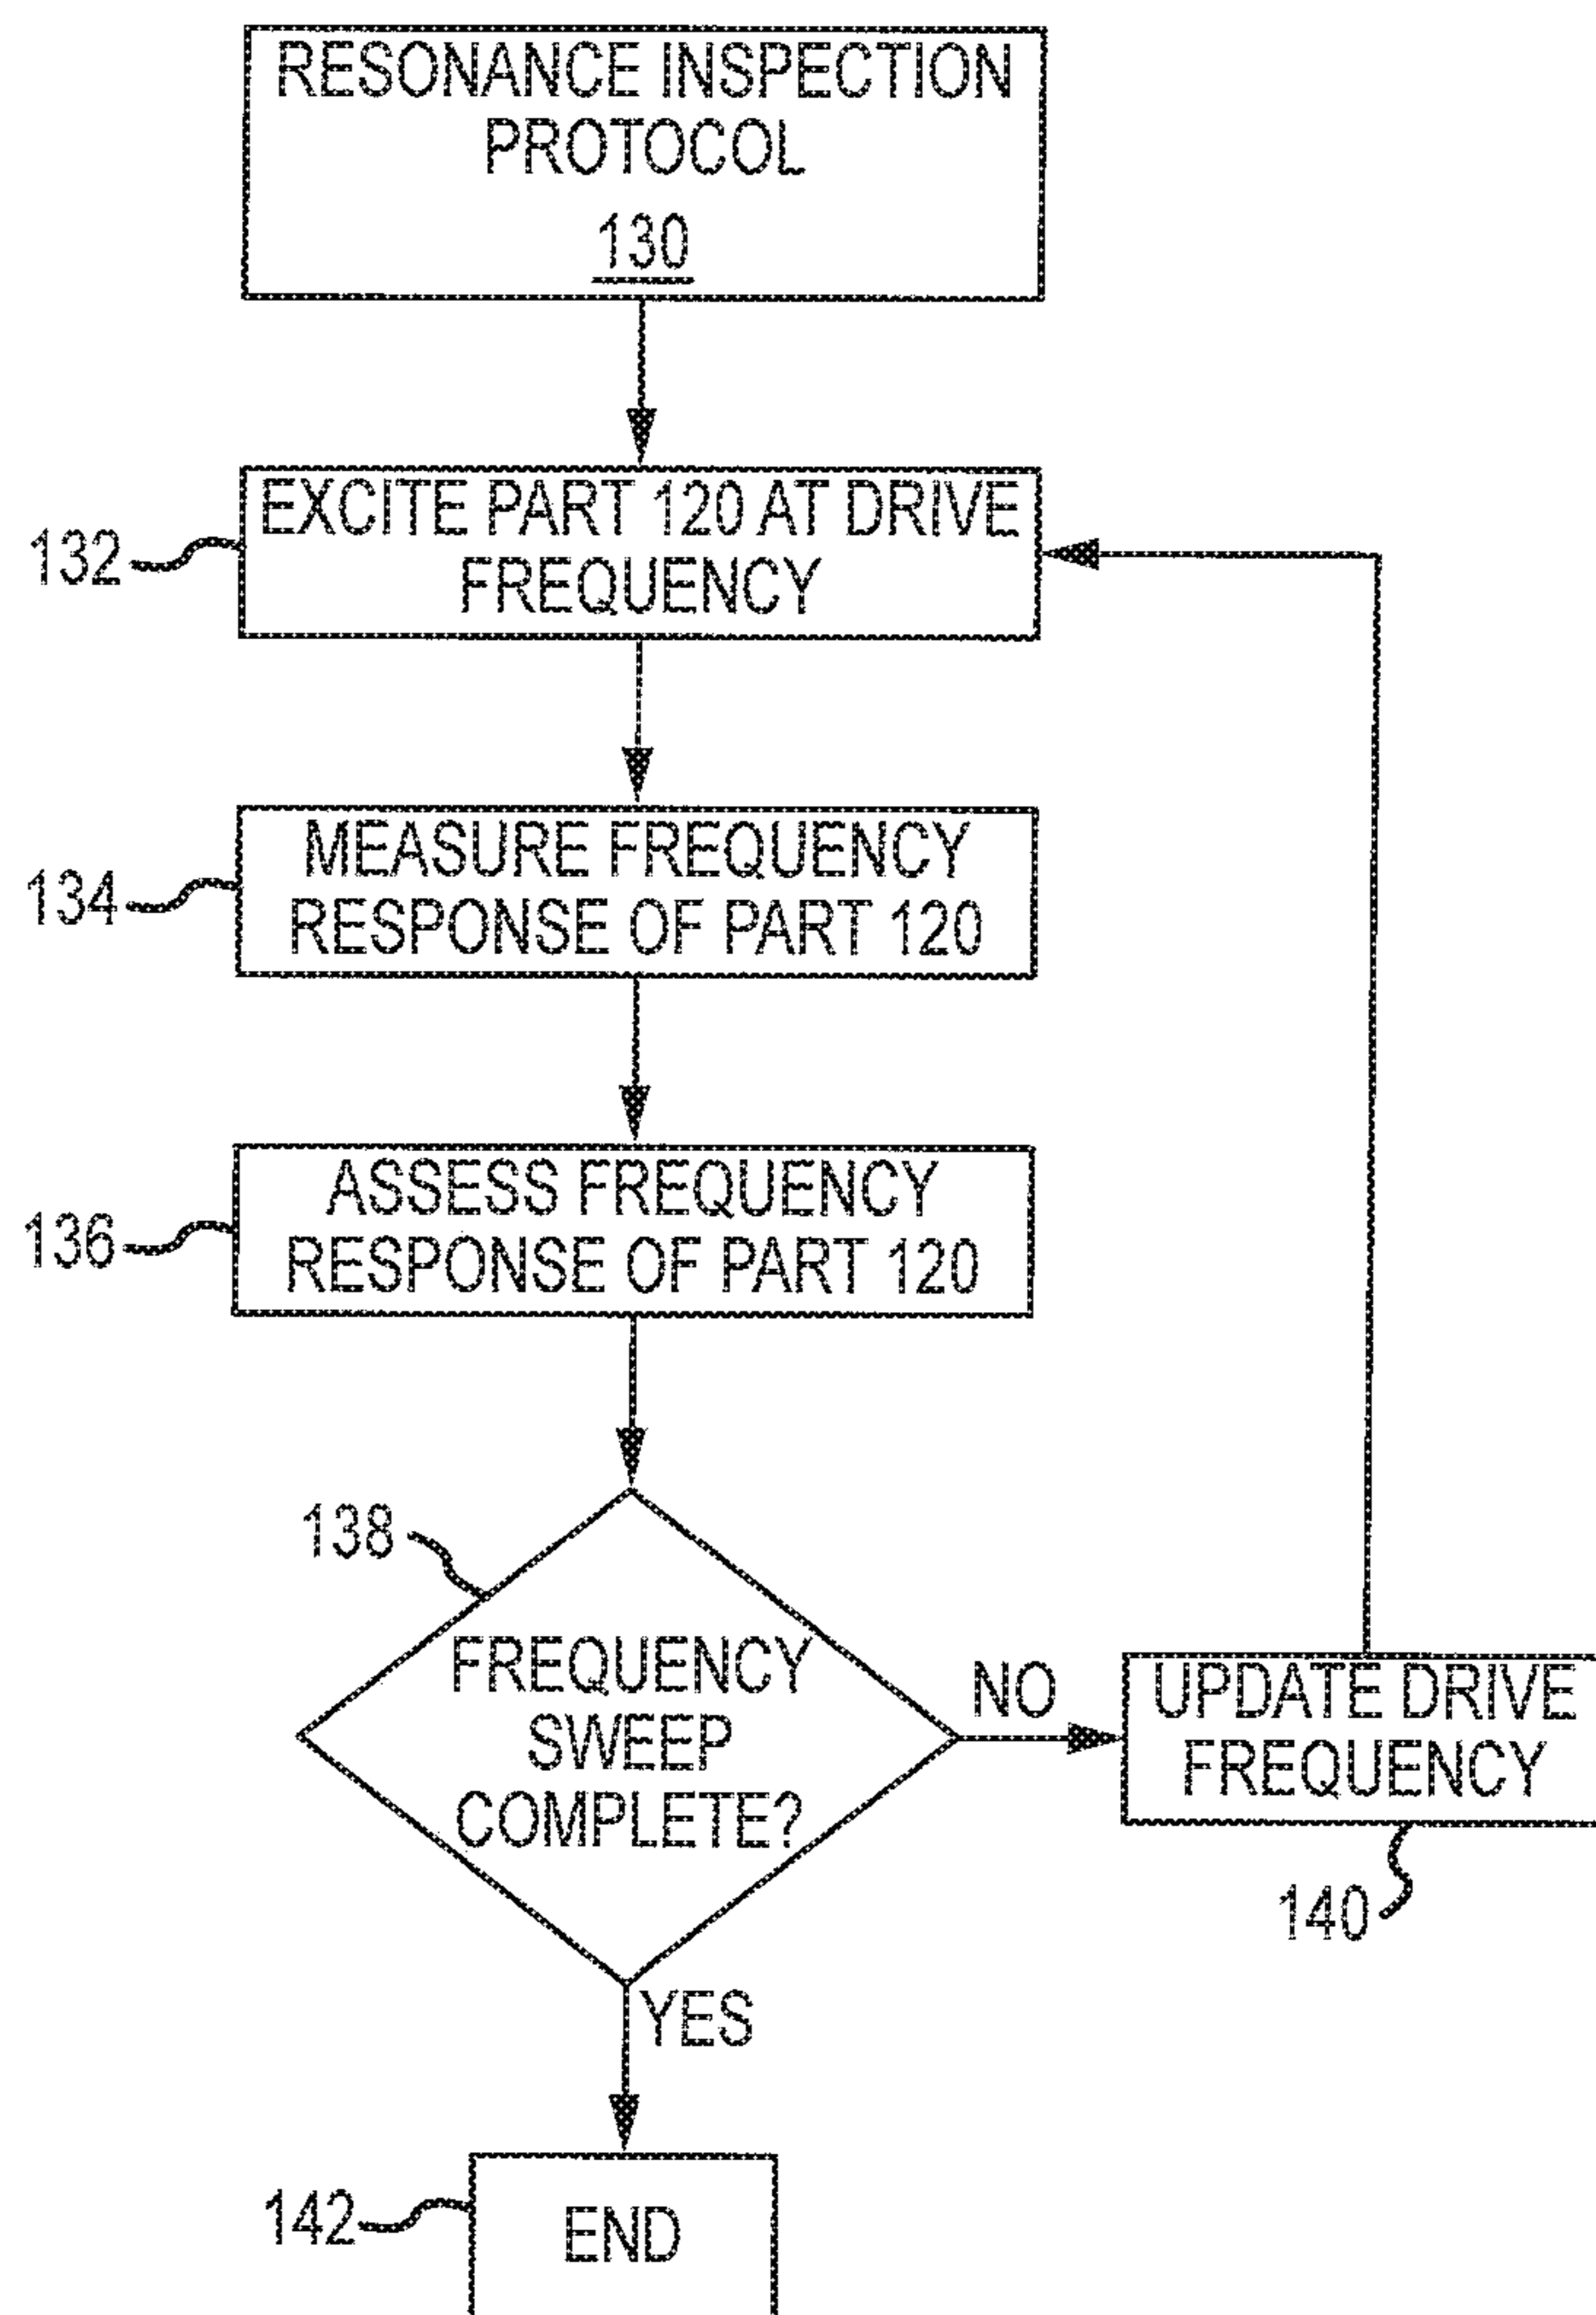 RESONANCE INSPECTION
PROTOCOL
130
EXCITE PART 120 AT DRIVE
FREQUENCY
132
MEASURE FREQUENCY
RESPONSE OF PART 120
134
ASSESS FREQUENCY
RESPONSE OF PART 120
136
138
FREQUENCY
SWEEP
COMPLETE?
NO
UPDATE DRIVE
FREQUENCY
140
YES
142
END